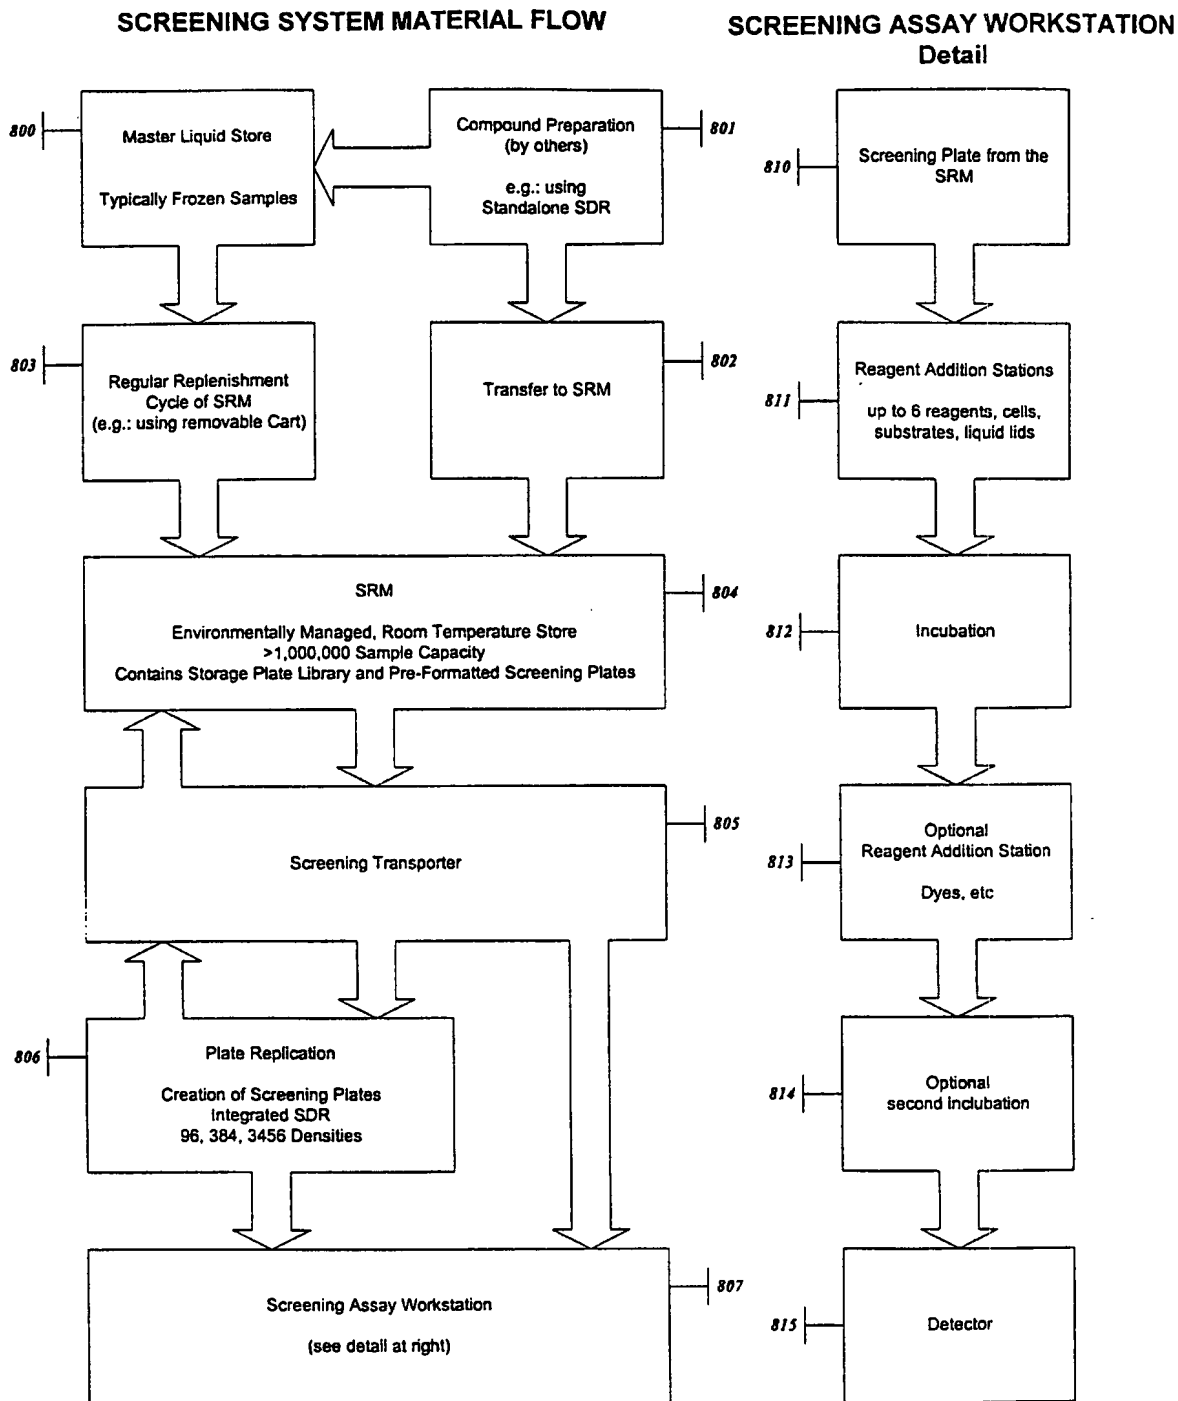 SCREENING SYSTEM MATERIAL FLOW
800
Master Liquid Store
Typically Frozen Samples
Compound Preparation
(by others)
e.g.: using
Standalone SDR
801
803
Regular Replenishment
Cycle of SRM
(e.g.: using removable Cart)
Transfer to SRM
802
SRM
Environmentally Managed, Room Temperature Store
>1,000,000 Sample Capacity
Contains Storage Plate Library and Pre-Formatted Screening Plates
804
Screening Transporter
805
806
Plate Replication
Creation of Screening Plates
Integrated SDR
96, 384, 3456 Densities
Screening Assay Workstation
(see detail at right)
807
SCREENING ASSAY WORKSTATION
Detail
810
Screening Plate from the
SRM
811
Reagent Addition Stations
up to 6 reagents, cells,
substrates, liquid lids
812
Incubation
813
Optional
Reagent Addition Station
Dyes, etc
814
Optional
second inclubation
815
Detector